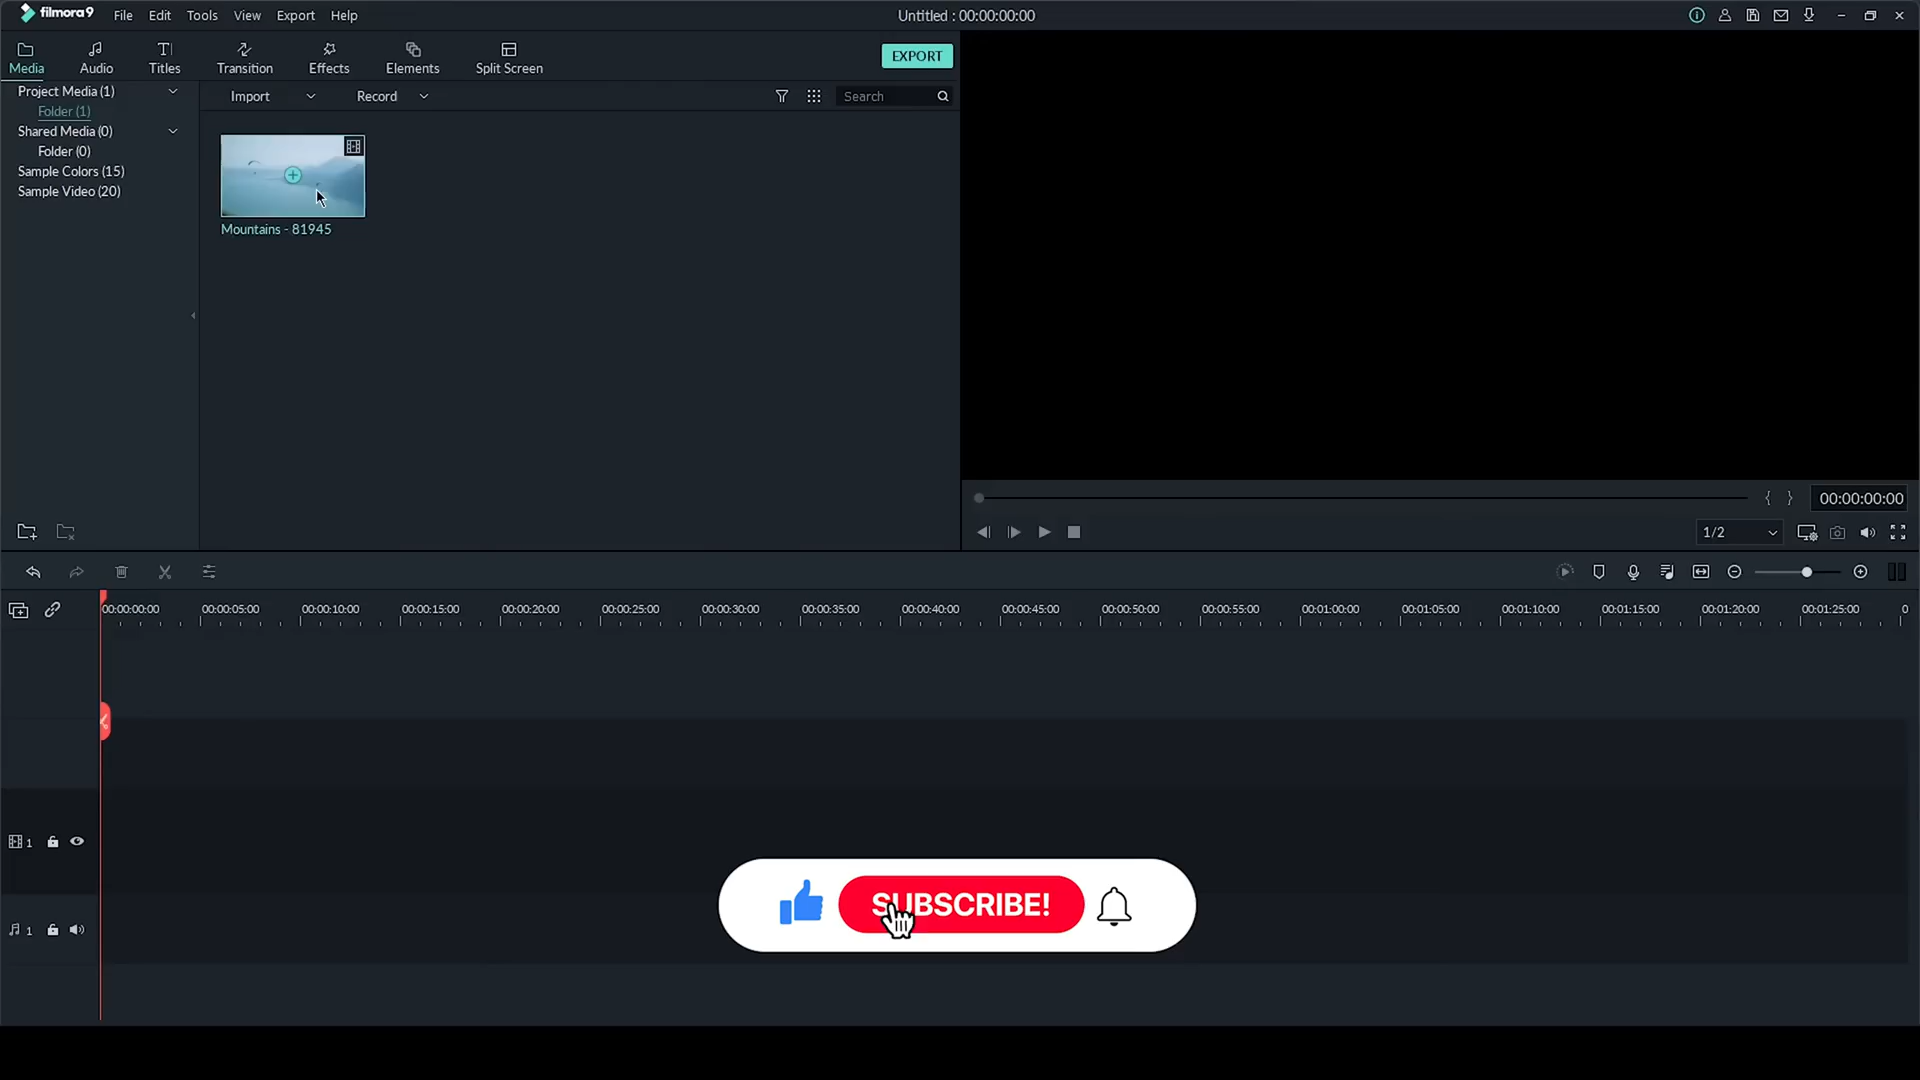 filmora9 File Edit Tools View Export Help Untitled : 00:00:00:00
Media Audio Titles Transition Effects Elements Split Screen EXPORT
Project Media (1)
Folder (1)
Shared Media (0)
Folder (0)
Sample Colors (15)
Sample Video (20)
Import Record Search
Mountains - 81945
00:00:00:00
1/2
00:00:00:00 00:00:05:00 00:00:10:00 00:00:15:00 00:00:20:00 00:00:25:00 00:00:30:00 00:00:35:00 00:00:40:00 00:00:45:00 00:00:50:00 00:00:55:00 00:01:00:00 00:01:05:00 00:01:10:00 00:01:15:00 00:01:20:00 00:01:25:00 0
1
SUBSCRIBE!
1